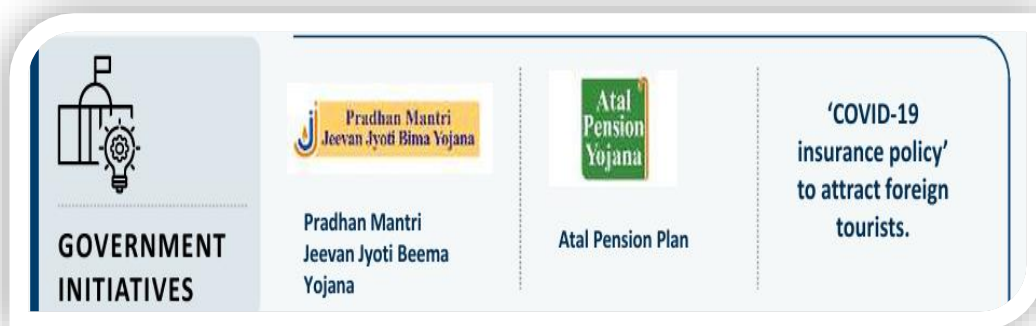 GOVERNMENT
INITIATIVES
Pradhan Mantri
Jeevan Jyoti Bima Yojana
Pradhan Mantri
Jeevan Jyoti Beema
Yojana
Atal
Pension
Yojana
Atal Pension Plan
‘COVID-19
insurance policy’
to attract foreign
tourists.